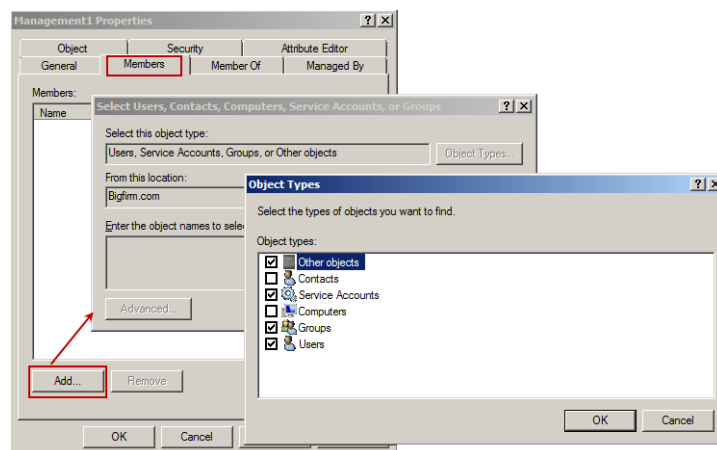 Management1 Properties
Object Security Attribute Editor
General Members Member Of Managed By
Members:
Name
Select Users, Contacts, Computers, Service Accounts, or Groups
Select this object type:
Users, Service Accounts, Groups, or Other objects
Object Types...
From this location:
Bigfirm.com
Enter the object names to sele
Advanced...
Object Types
Select the types of objects you want to find.
Object types:
Other objects
Contacts
Service Accounts
Computers
Groups
Users
OK Cancel
Add... Remove
OK Cancel